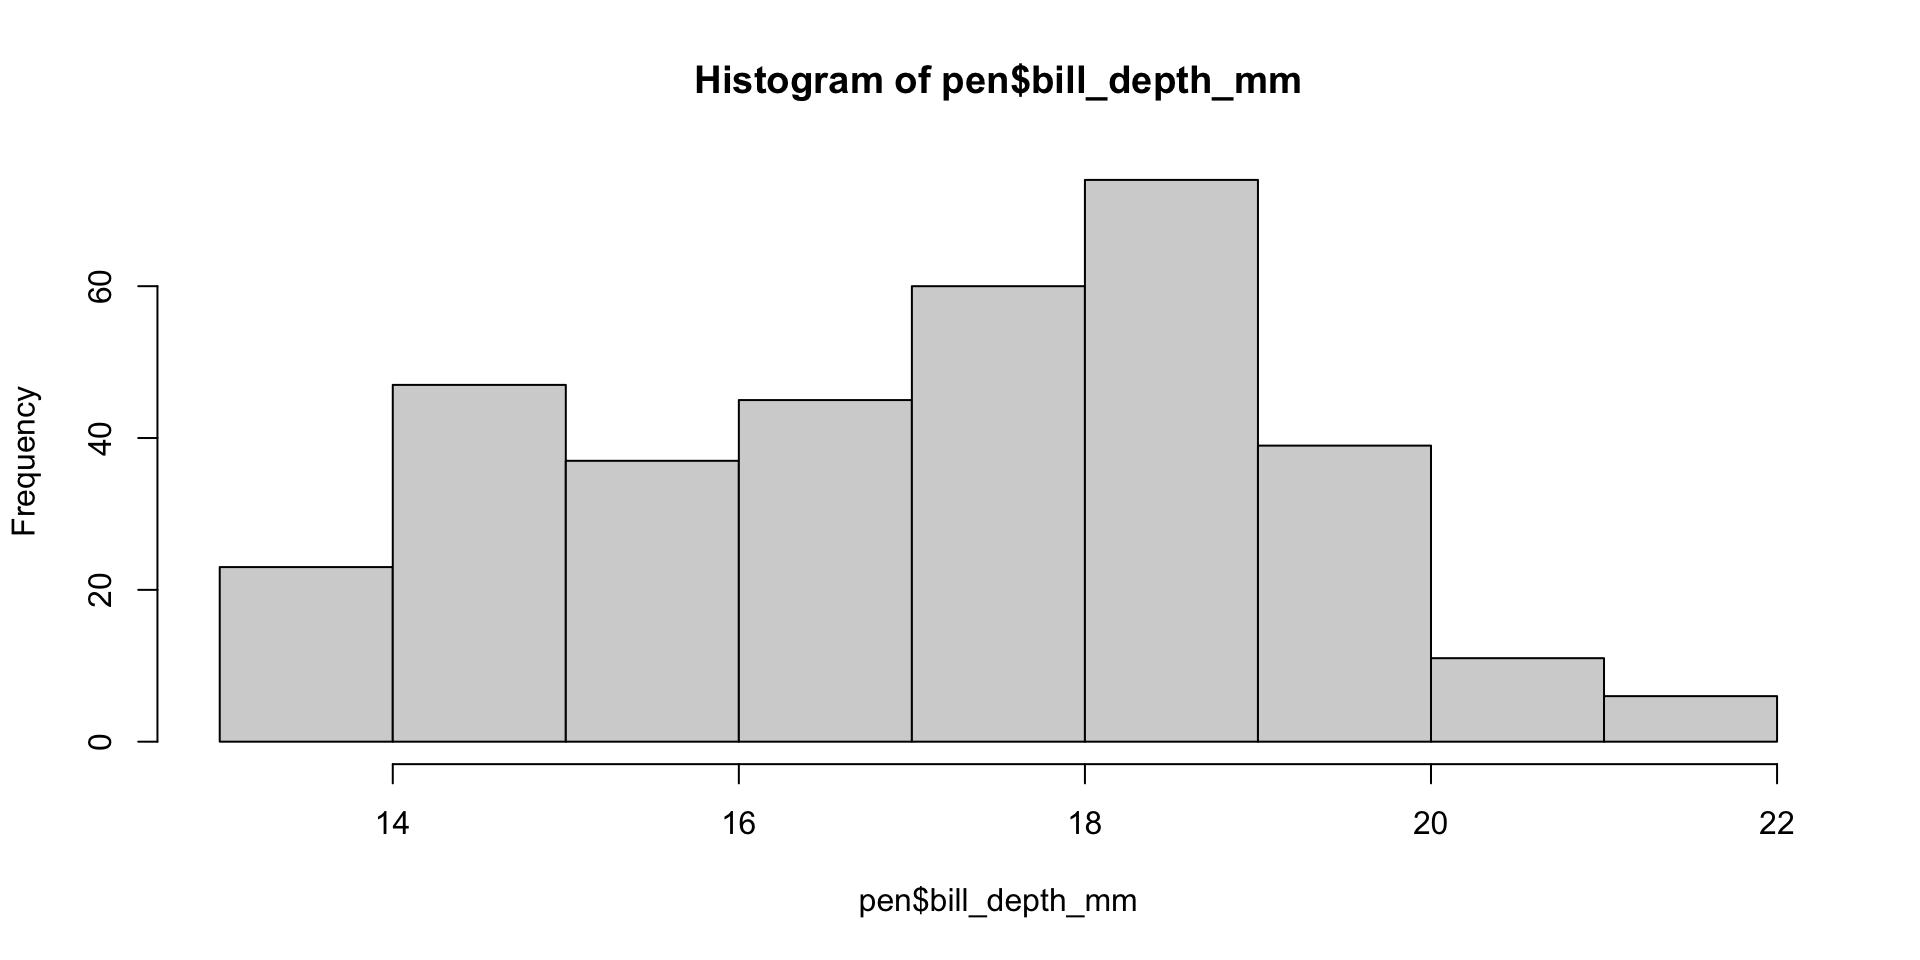 Histogram of pen$bill_depth_mm
Frequency
60
40
20
0
14 16 18 20 22
pen$bill_depth_mm